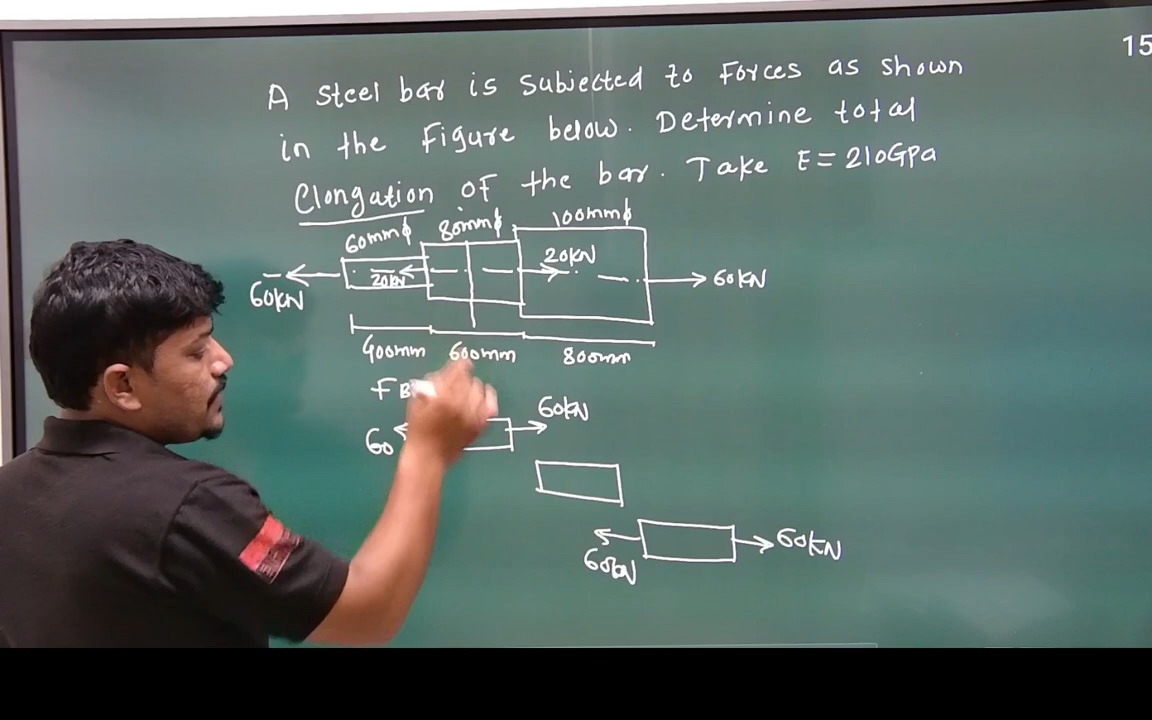 15
A steel bar is subjected to Forces as shown
in the Figure below. Determine total
Elongation of the bar. Take E = 210GPa
60mmϕ 80mmϕ 100mmϕ
60KN 20KN 20KN 60KN
400mm 600mm 800mm
60 60KN
60KN 60KN